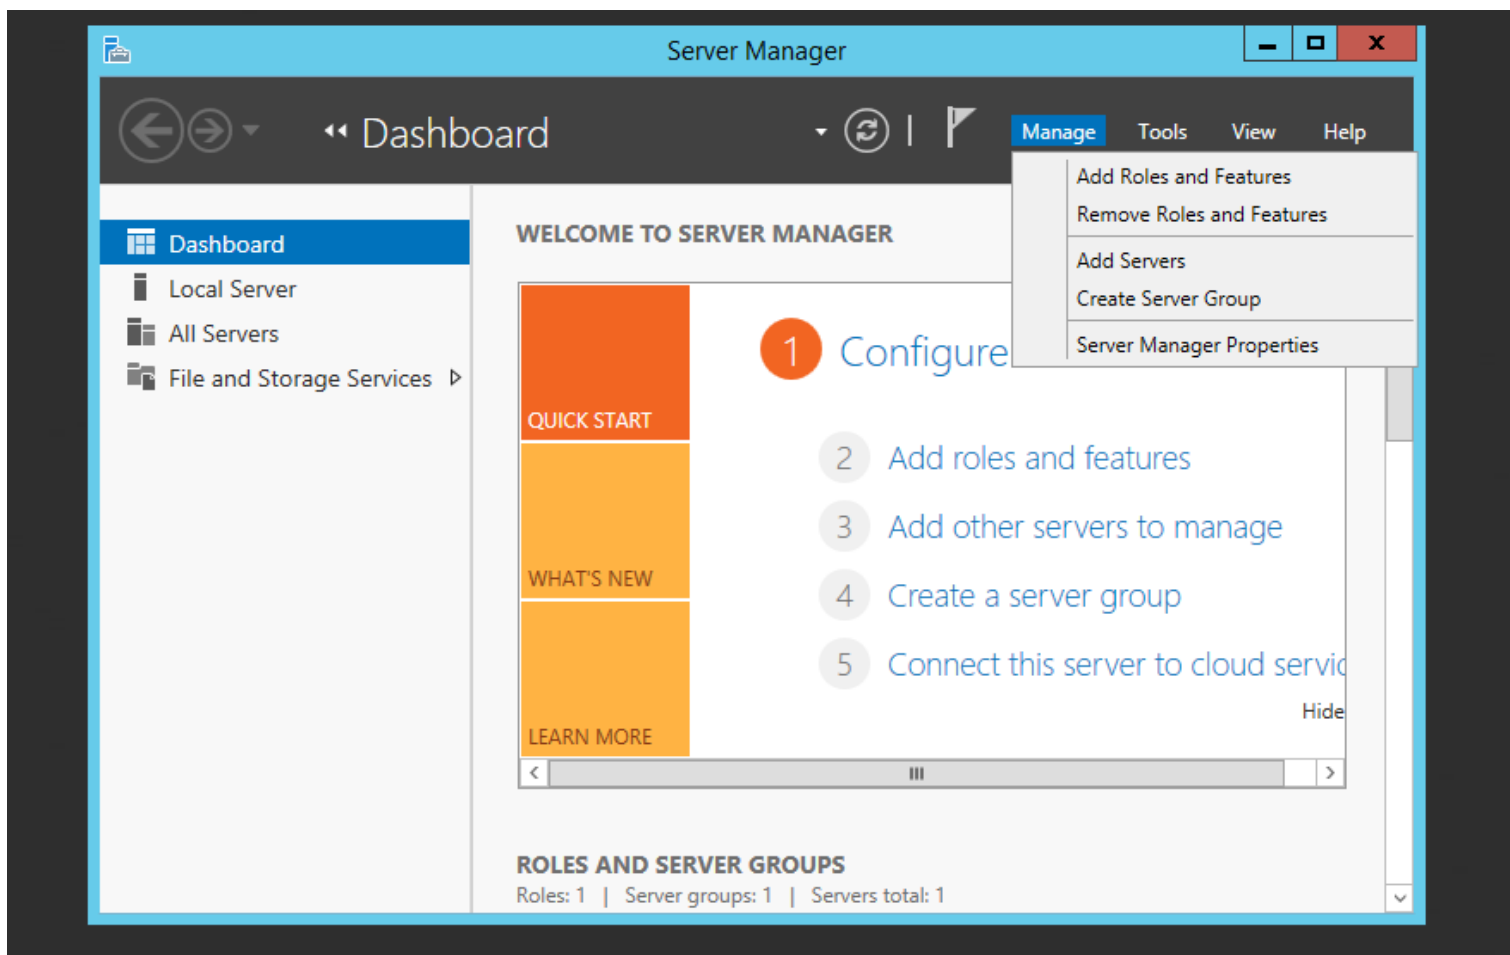 Server Manager
Dashboard
Manage Tools View Help
Add Roles and Features
Remove Roles and Features
Add Servers
Create Server Group
Server Manager Properties
Dashboard
Local Server
All Servers
File and Storage Services
WELCOME TO SERVER MANAGER
QUICK START
WHAT'S NEW
LEARN MORE
1 Configure
2 Add roles and features
3 Add other servers to manage
4 Create a server group
5 Connect this server to cloud servic
Hide
ROLES AND SERVER GROUPS
Roles: 1 | Server groups: 1 | Servers total: 1